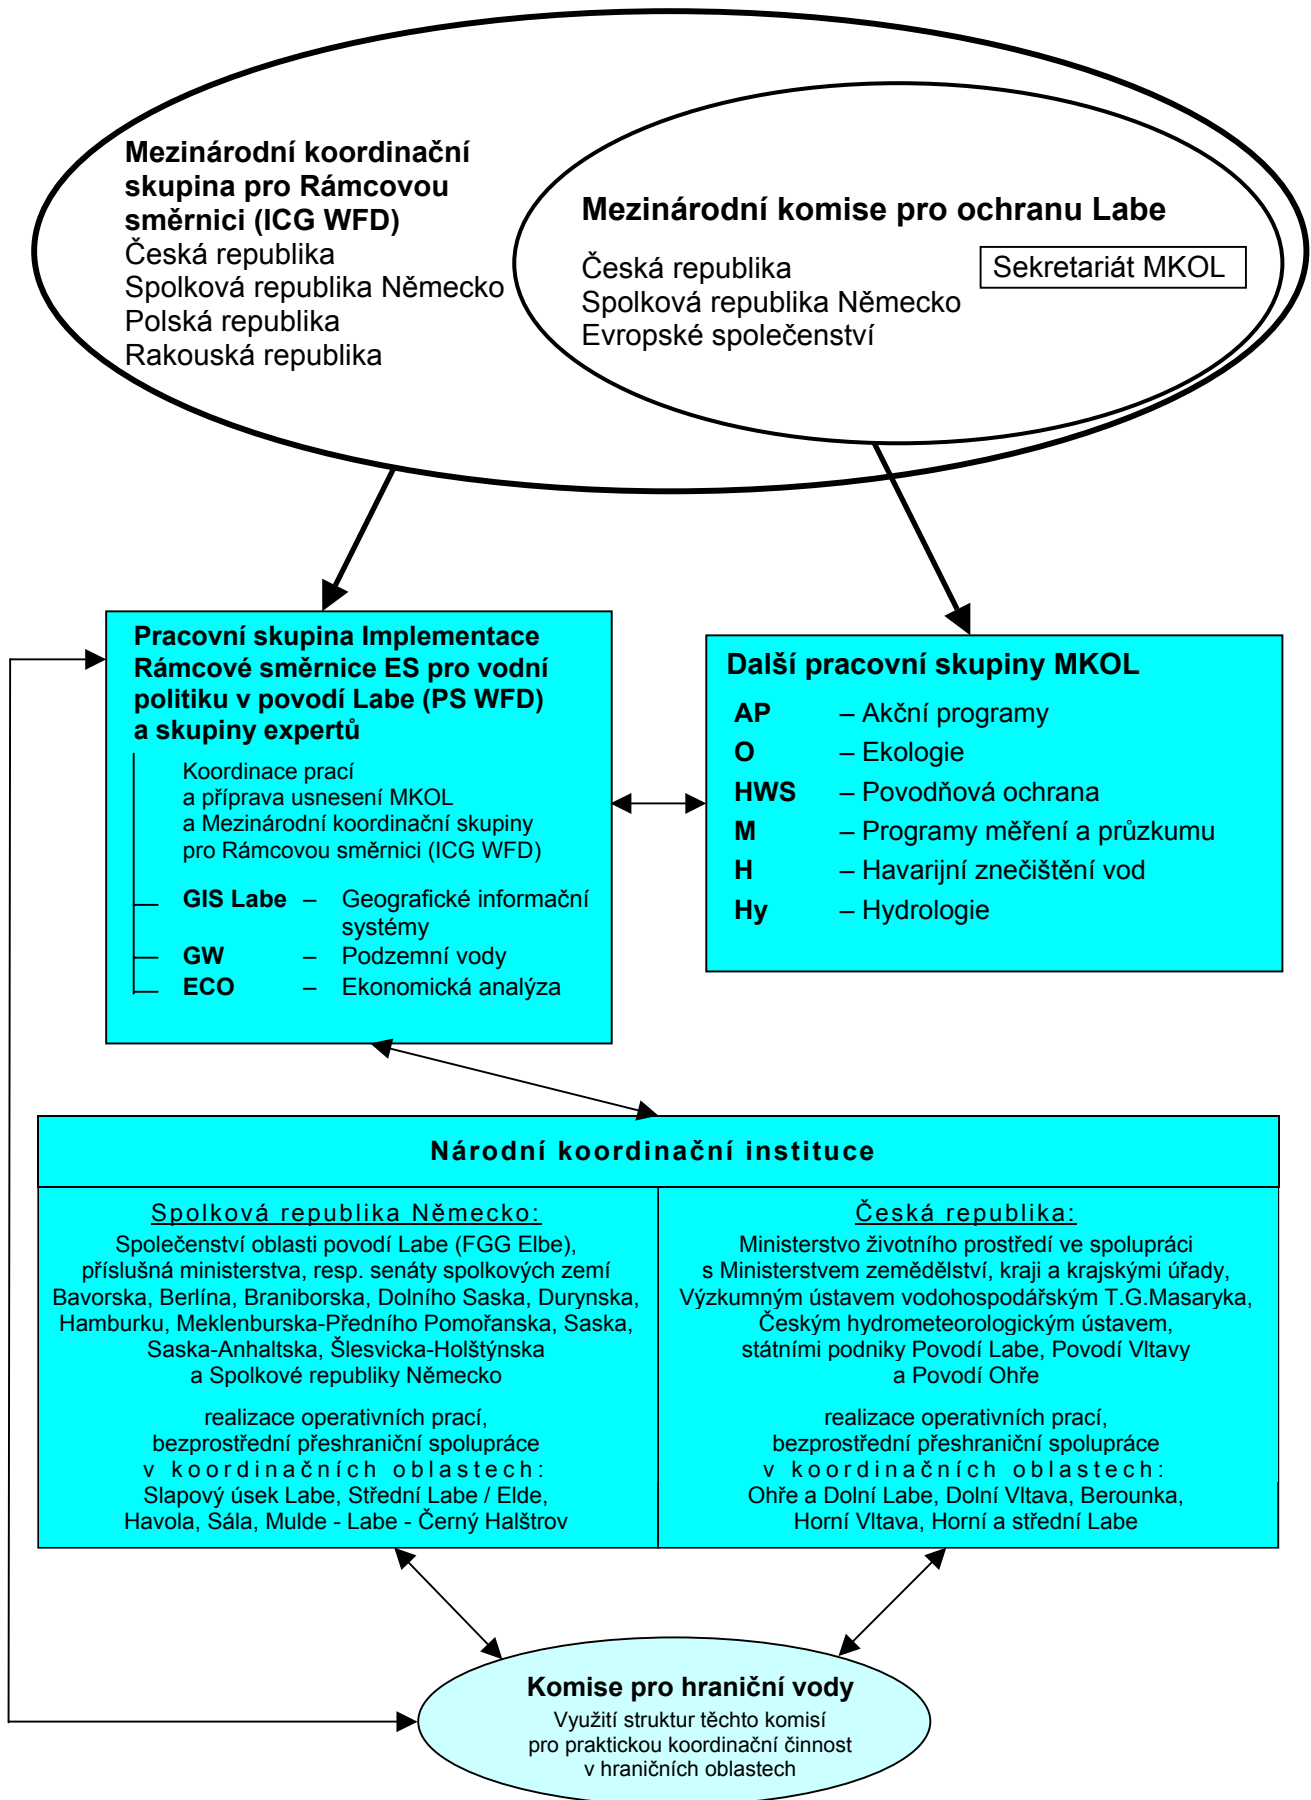 Mezinárodní koordinační
skupina pro Rámcovou
směrnici (ICG WFD)
Česká republika
Spolková republika Německo
Polská republika
Rakouská republika
Mezinárodní komise pro ochranu Labe
Česká republika
Spolková republika Německo
Evropské společenství
Sekretariát MKOL
Pracovní skupina Implementace
Rámcové směrnice ES pro vodní
politiku v povodí Labe (PS WFD)
a skupiny expertů
Koordinace prací
a příprava usnesení MKOL
a Mezinárodní koordinační skupiny
pro Rámcovou směrnici (ICG WFD)
GIS Labe – Geografické informační
systémy
GW – Podzemní vody
ECO – Ekonomická analýza
Další pracovní skupiny MKOL
AP – Akční programy
O – Ekologie
HWS – Povodňová ochrana
M – Programy měření a průzkumu
H – Havarijní znečištění vod
Hy – Hydrologie
Národní koordinační instituce
Spolková republika Německo:
Společenství oblasti povodí Labe (FGG Elbe),
příslušná ministerstva, resp. senáty spolkových zemí
Bavorska, Berlína, Braniborska, Dolního Saska, Durynska,
Hamburku, Meklenburska-Předního Pomořanska, Saska,
Saska-Anhaltska, Šlesvicka-Holštýnska
a Spolkové republiky Německo
realizace operativních prací,
bezprostřední přeshraniční spolupráce
v koordinačních oblastech:
Slapový úsek Labe, Střední Labe / Elde,
Havola, Sála, Mulde - Labe - Černý Halštrov
Česká republika:
Ministerstvo životního prostředí ve spolupráci
s Ministerstvem zemědělství, kraji a krajskými úřady,
Výzkumným ústavem vodohospodářským T.G.Masaryka,
Českým hydrometeorologickým ústavem,
státními podniky Povodí Labe, Povodí Vltavy
a Povodí Ohře
realizace operativních prací,
bezprostřední přeshraniční spolupráce
v koordinačních oblastech:
Ohře a Dolní Labe, Dolní Vltava, Berounka,
Horní Vltava, Horní a střední Labe
Komise pro hraniční vody
Využití struktur těchto komisí
pro praktickou koordinační činnost
v hraničních oblastech